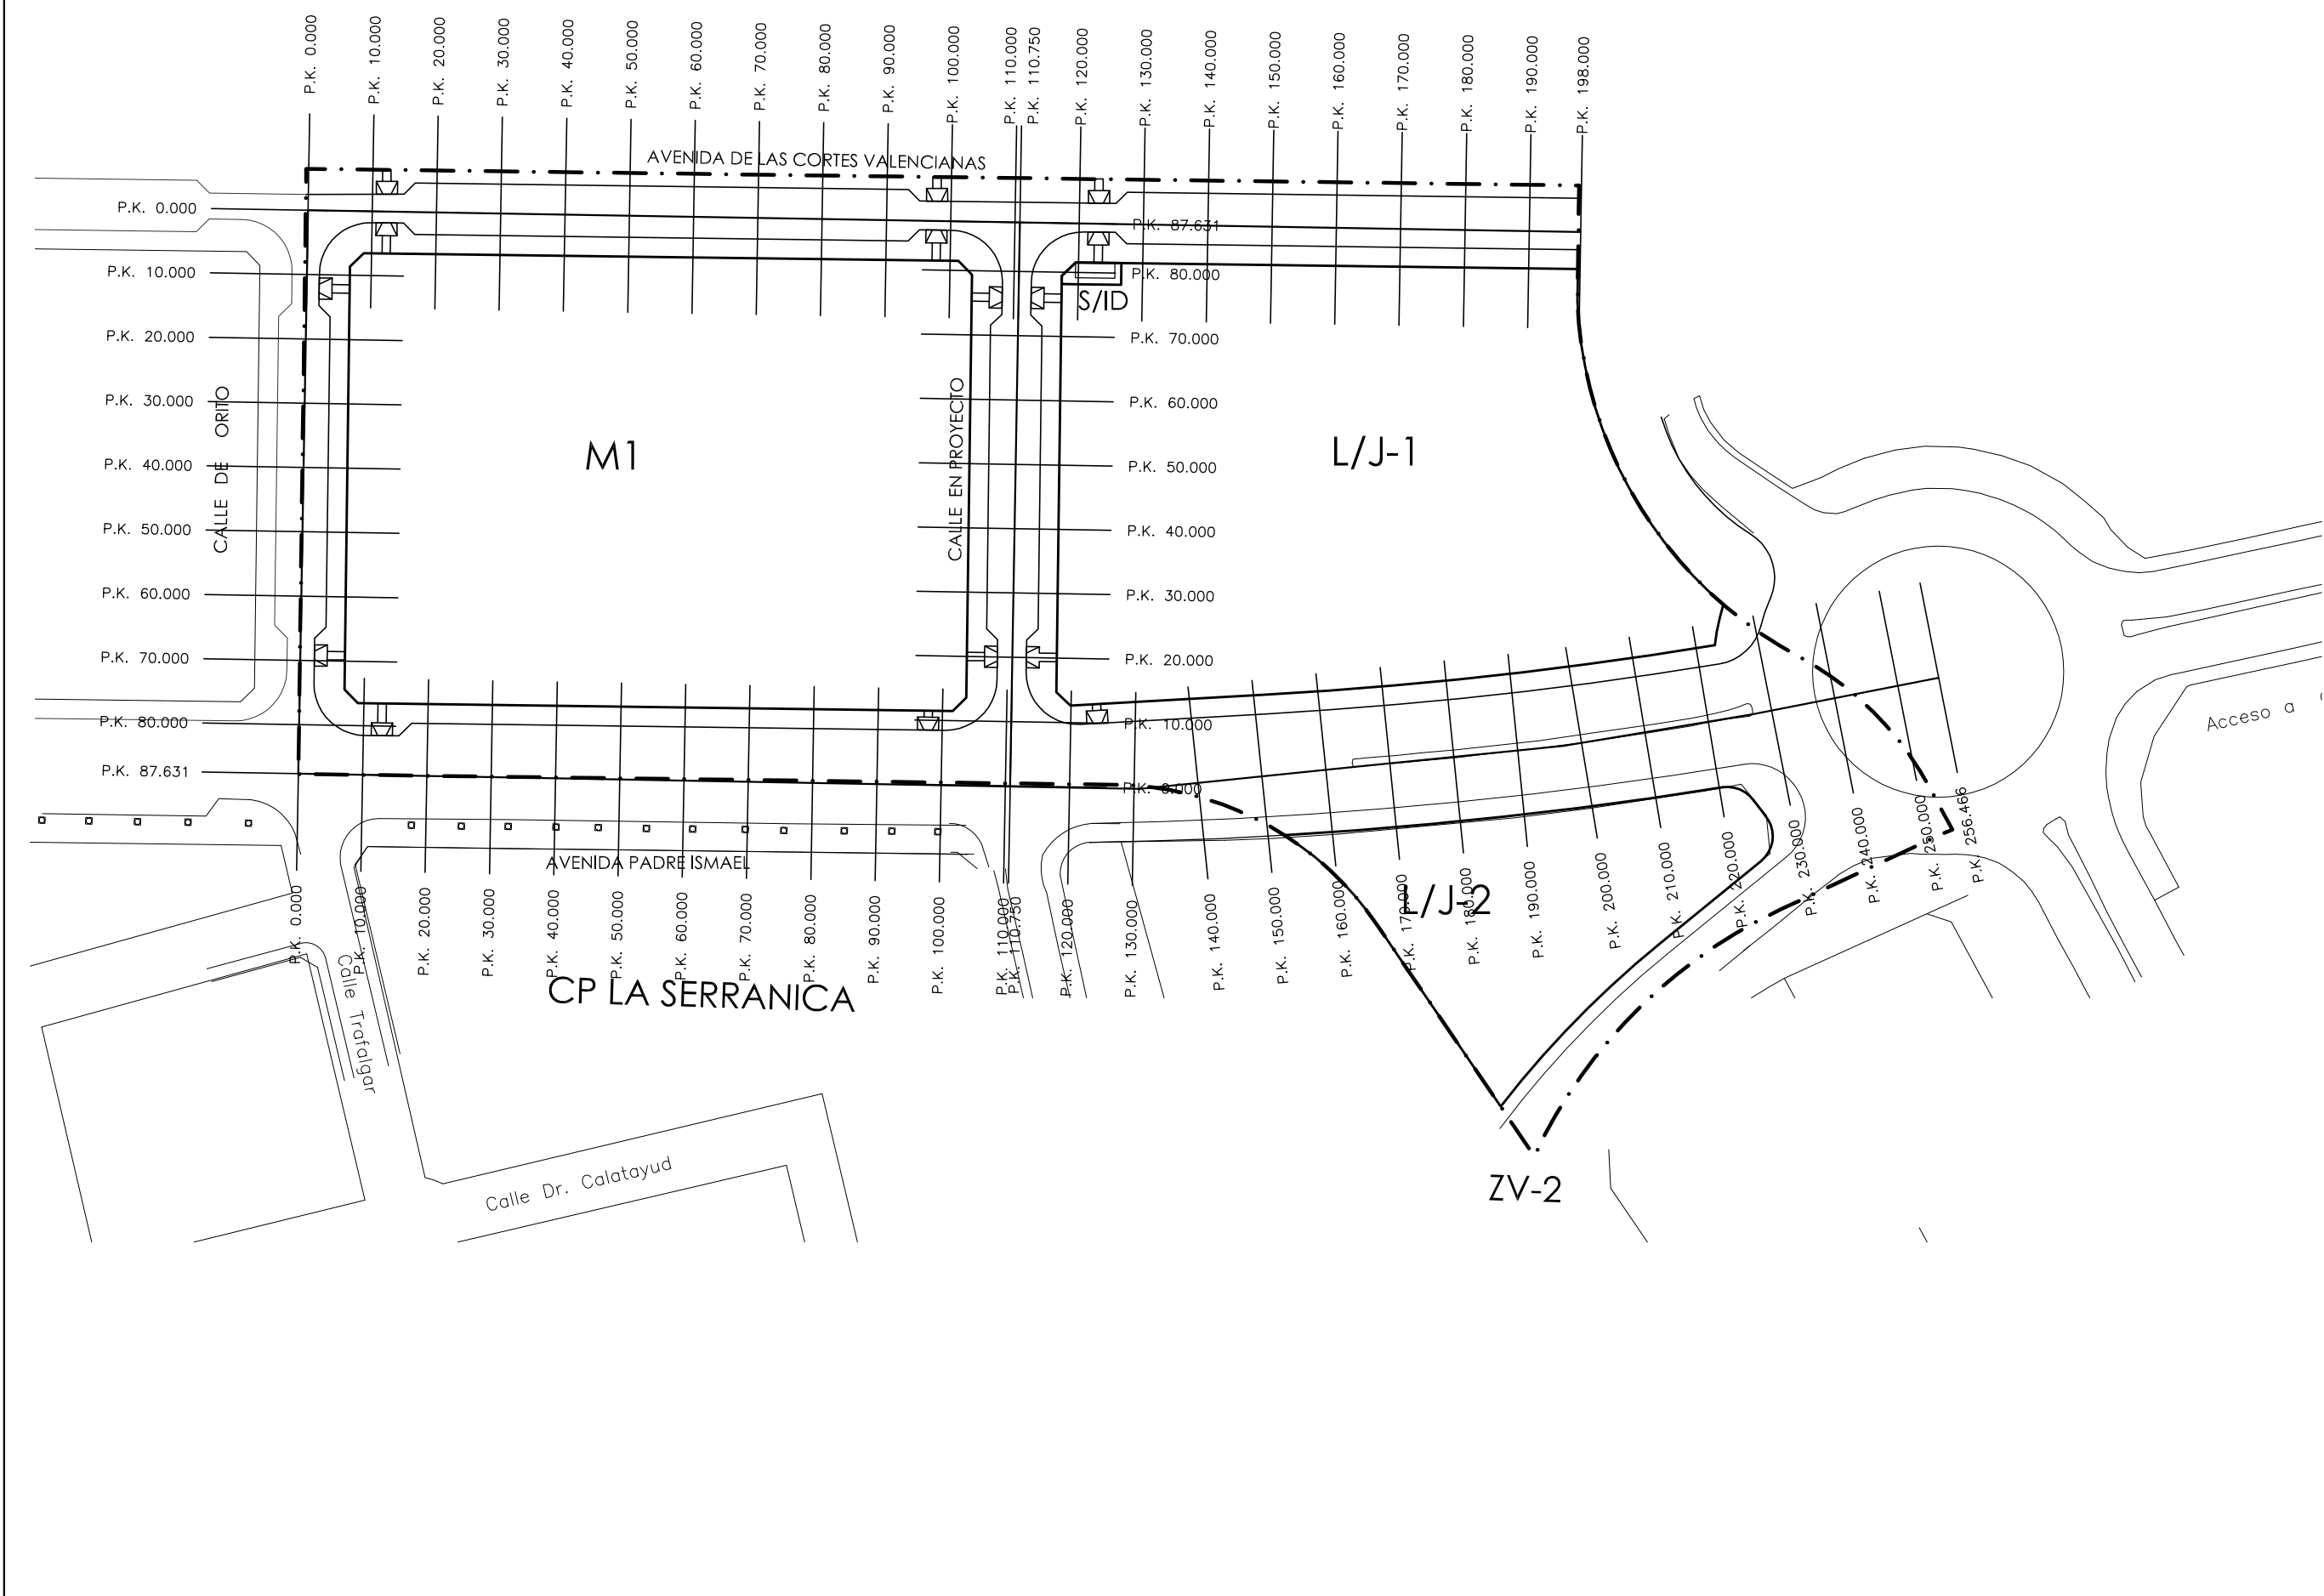 P.K. 0.000
P.K. 10.000
P.K. 20.000
P.K. 30.000
P.K. 40.000
P.K. 50.000
P.K. 60.000
P.K. 70.000
P.K. 80.000
P.K. 90.000
P.K. 100.000
P.K. 110.000
P.K. 110.750
P.K. 120.000
P.K. 130.000
P.K. 140.000
P.K. 150.000
P.K. 160.000
P.K. 170.000
P.K. 180.000
P.K. 190.000
P.K. 198.000
AVENIDA DE LAS CORTES VALENCIANAS
P.K. 0.000
P.K. 10.000
P.K. 20.000
P.K. 30.000
P.K. 40.000
P.K. 50.000
P.K. 60.000
P.K. 70.000
P.K. 80.000
P.K. 87.631
CALLE DE ORITO
M1
CALLE EN PROYECTO
P.K. 87.631
P.K. 80.000
S/ID
P.K. 70.000
P.K. 60.000
P.K. 50.000
P.K. 40.000
P.K. 30.000
P.K. 20.000
P.K. 10.000
P.K. 0.000
L/J-1
Acceso a
AVENIDA PADRE ISMAEL
P.K. 0.000
P.K. 10.000
P.K. 20.000
P.K. 30.000
P.K. 40.000
P.K. 50.000
P.K. 60.000
P.K. 70.000
P.K. 80.000
P.K. 90.000
P.K. 100.000
P.K. 110.000
P.K. 110.750
P.K. 120.000
P.K. 130.000
P.K. 140.000
P.K. 150.000
P.K. 160.000
P.K. 170.000
P.K. 180.000
P.K. 190.000
P.K. 200.000
P.K. 210.000
P.K. 220.000
P.K. 230.000
P.K. 240.000
P.K. 250.000
P.K. 256.466
L/J-2
CP LA SERRANICA
Calle Trafalgar
Calle Dr. Calatayud
ZV-2